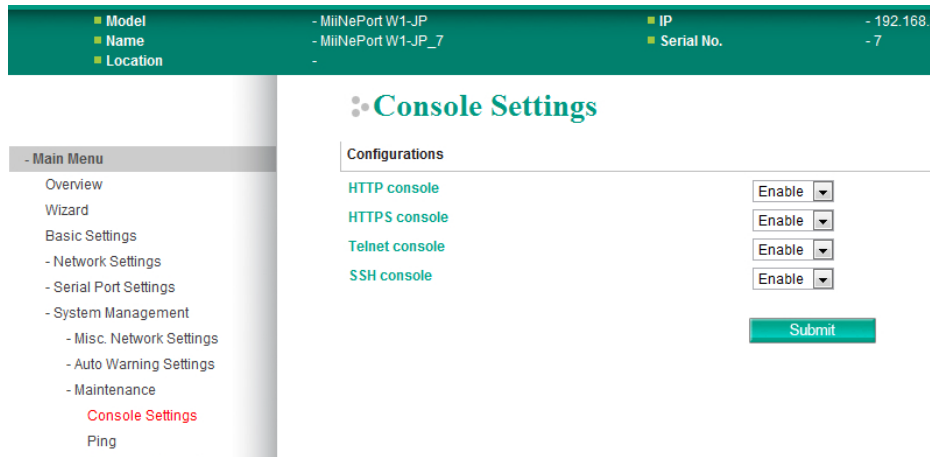 Model - MiiNePort W1-JP IP - 192.168.
Name - MiiNePort W1-JP_7 Serial No. - 7
Location -
Console Settings
Configurations
HTTP console Enable
HTTPS console Enable
Telnet console Enable
SSH console Enable
Submit
- Main Menu
Overview
Wizard
Basic Settings
- Network Settings
- Serial Port Settings
- System Management
- Misc. Network Settings
- Auto Warning Settings
- Maintenance
Console Settings
Ping